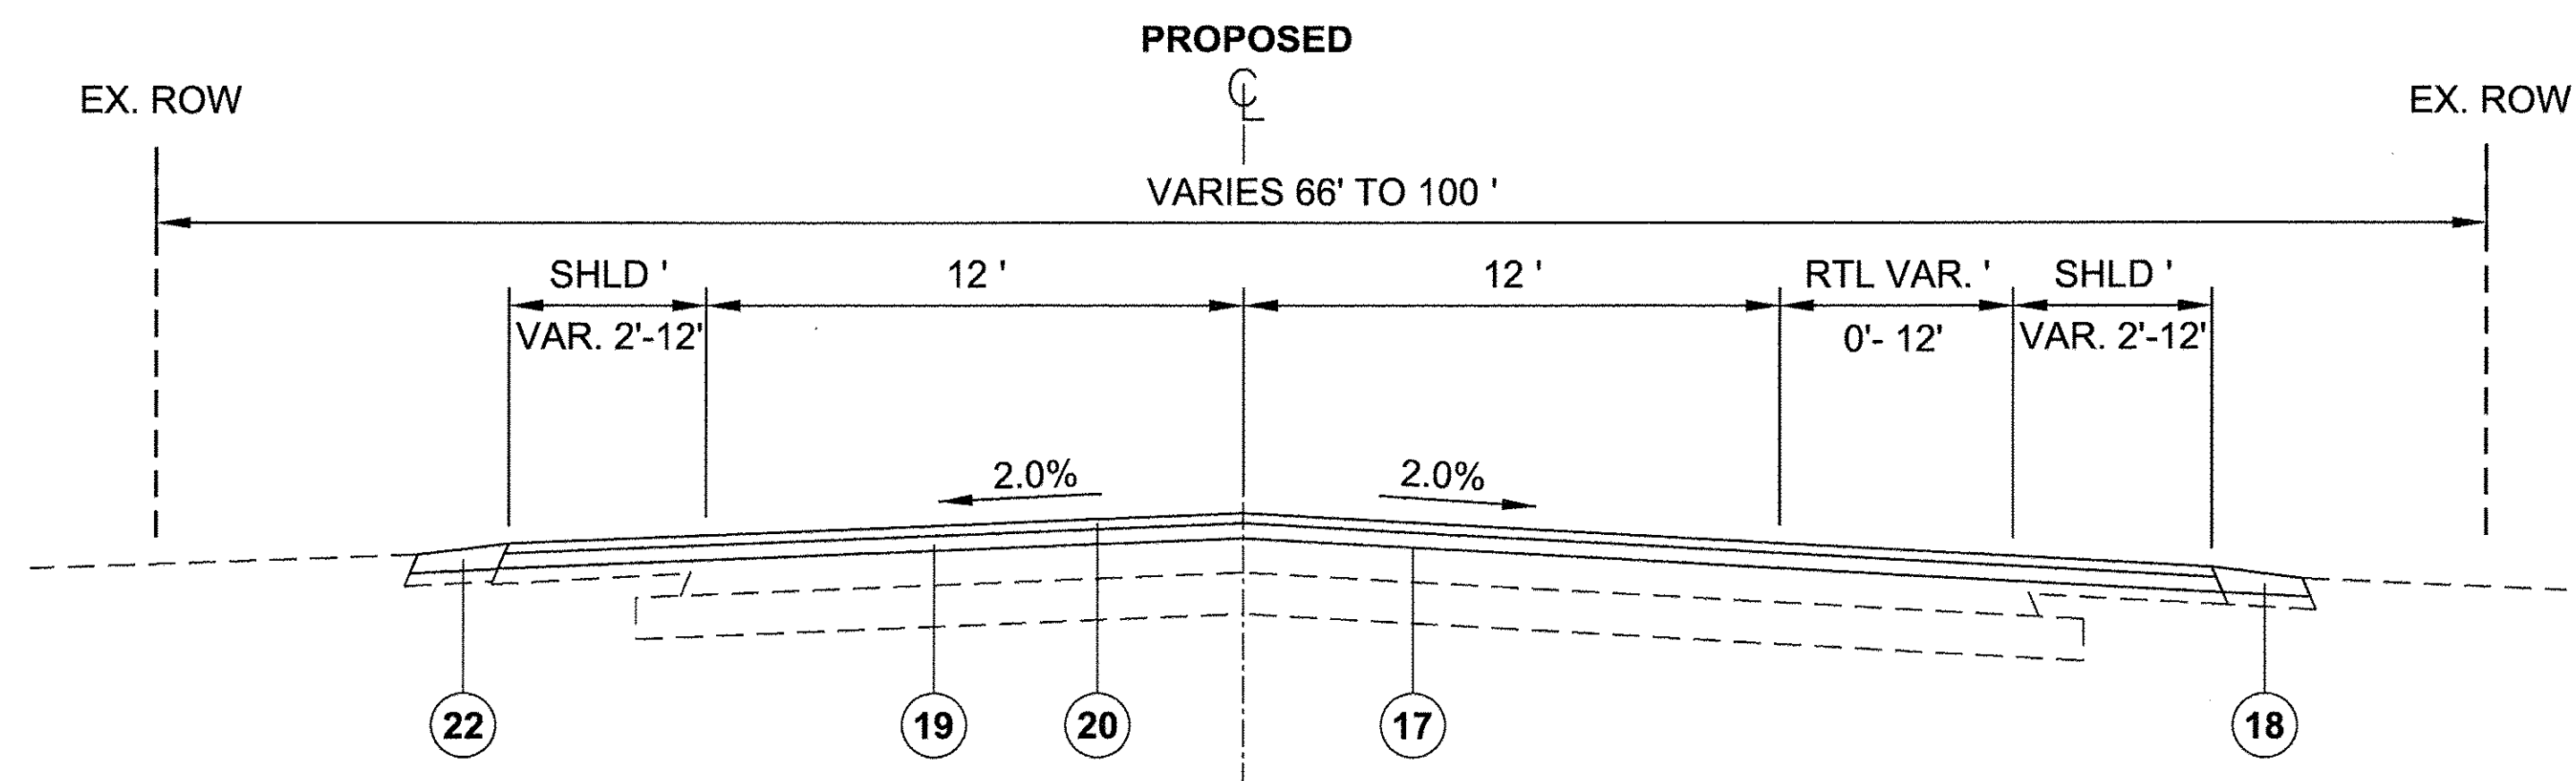 PROPOSED
℄
EX. ROW
EX. ROW
VARIES 66' TO 100 '
SHLD '
VAR. 2'-12'
12 '
12 '
RTL VAR. '
0'- 12'
SHLD '
VAR. 2'-12'
2.0%
2.0%
22
19
20
17
18